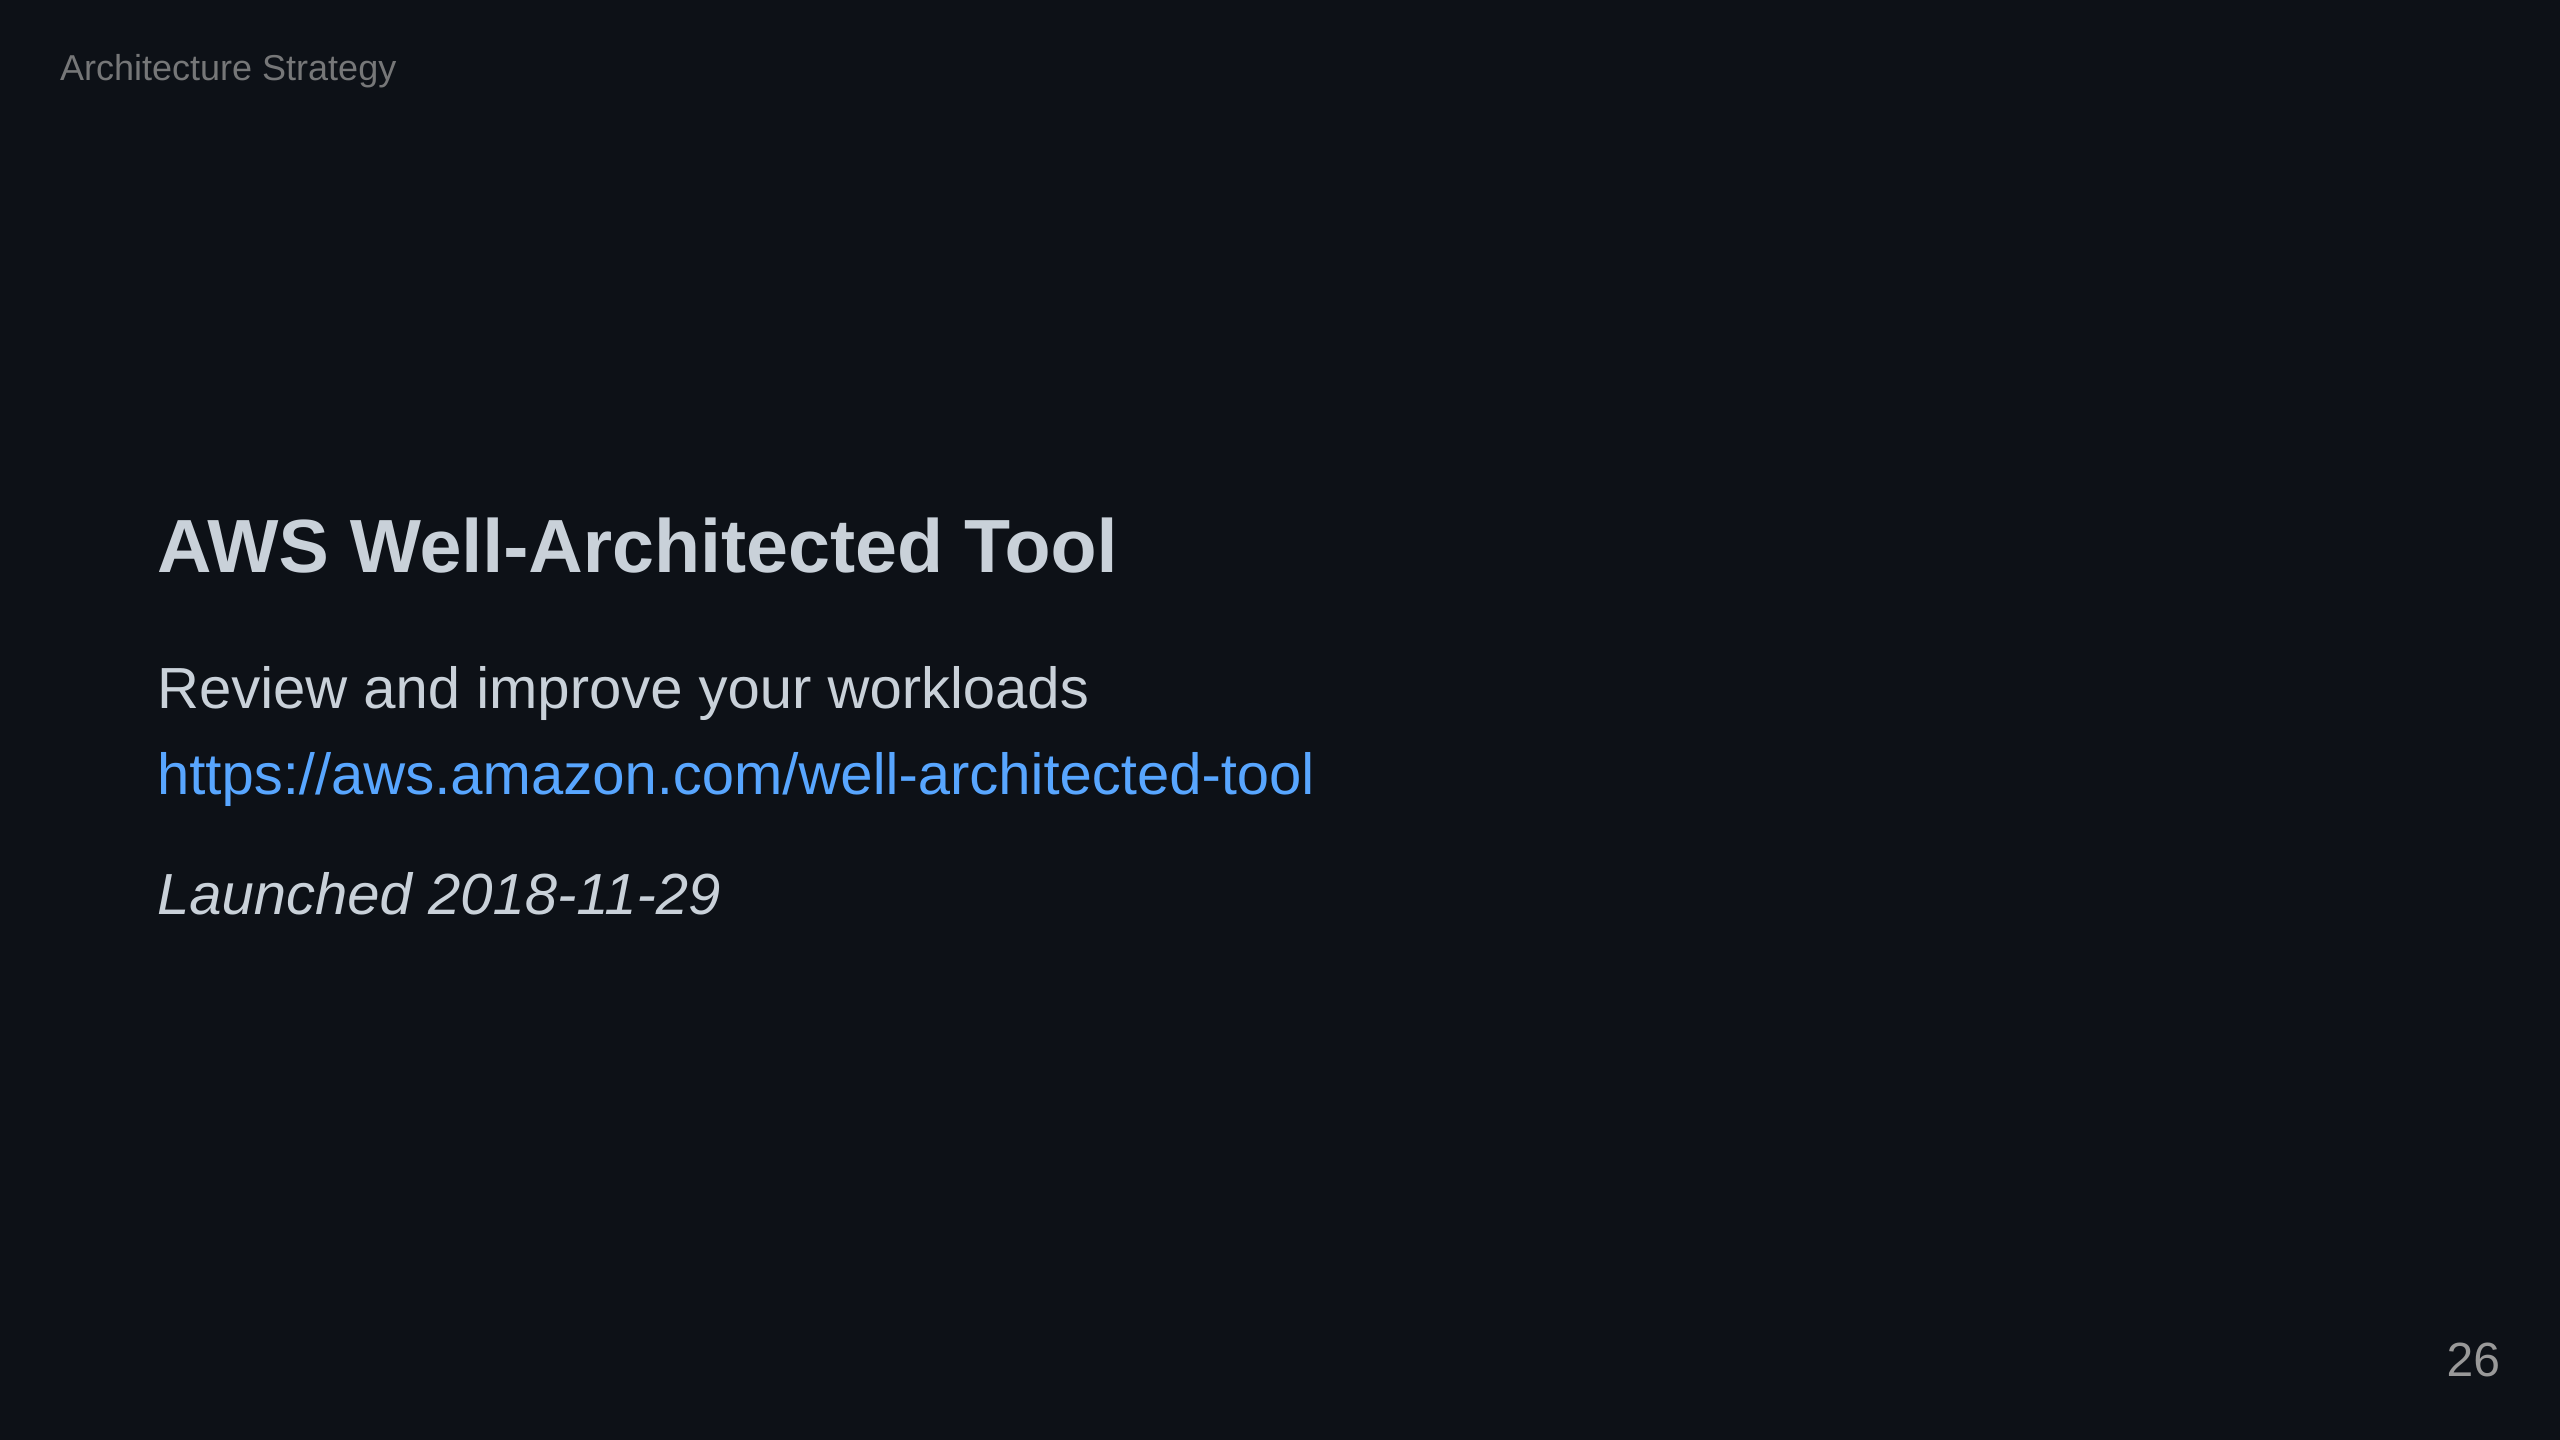 Architecture Strategy
AWS Well-Architected Tool
Review and improve your workloads
https://aws.amazon.com/well-architected-tool
Launched 2018-11-29
26